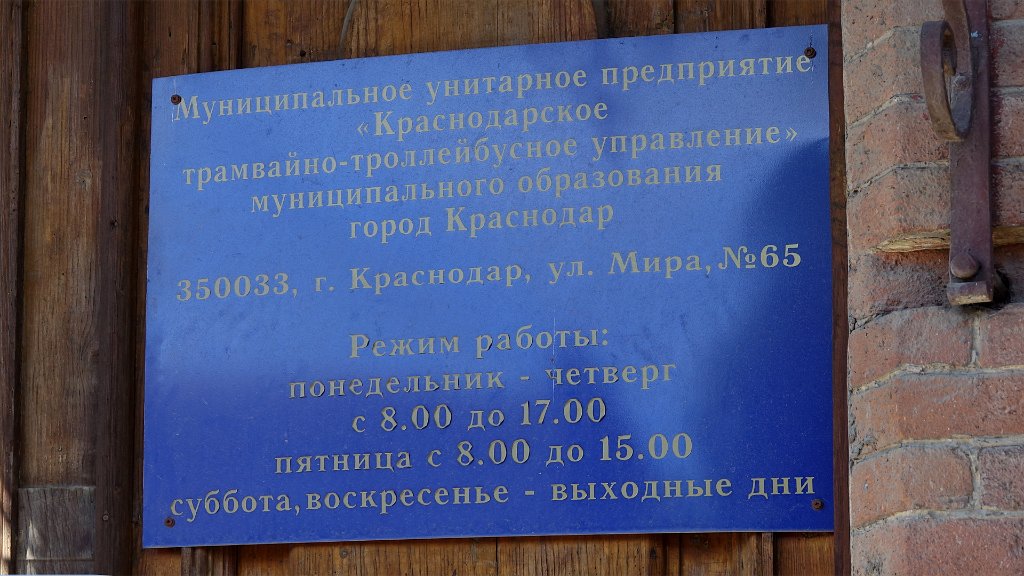 Муниципальное унитарное предприятие
«Краснодарское
трамвайно-троллейбусное управление»
муниципального образования
город Краснодар
350033, г. Краснодар, ул. Мира, №65
Режим работы:
понедельник - четверг
с 8.00 до 17.00
пятница с 8.00 до 15.00
суббота, воскресенье - выходные дни